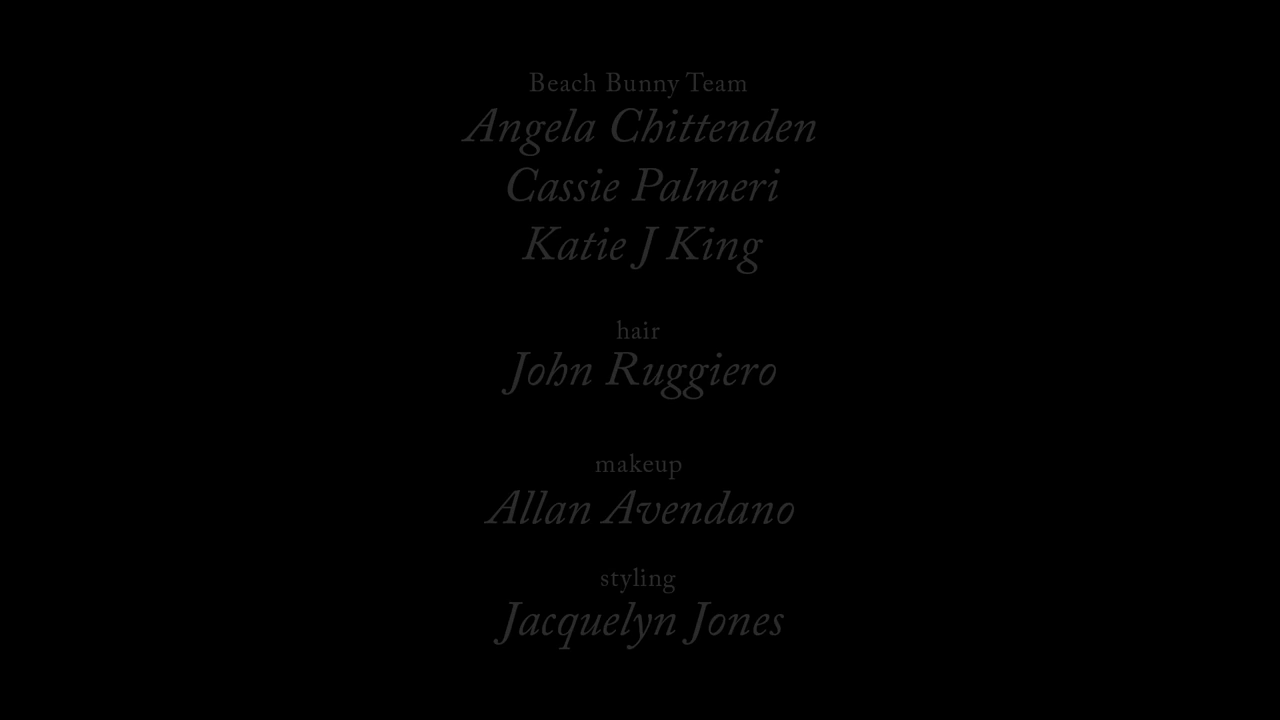 Beach Bunny Team
Angela Chittenden
Cassie Palmeri
Katie J King
hair
John Ruggiero
makeup
Allan Avendano
styling
Jacquelyn Jones